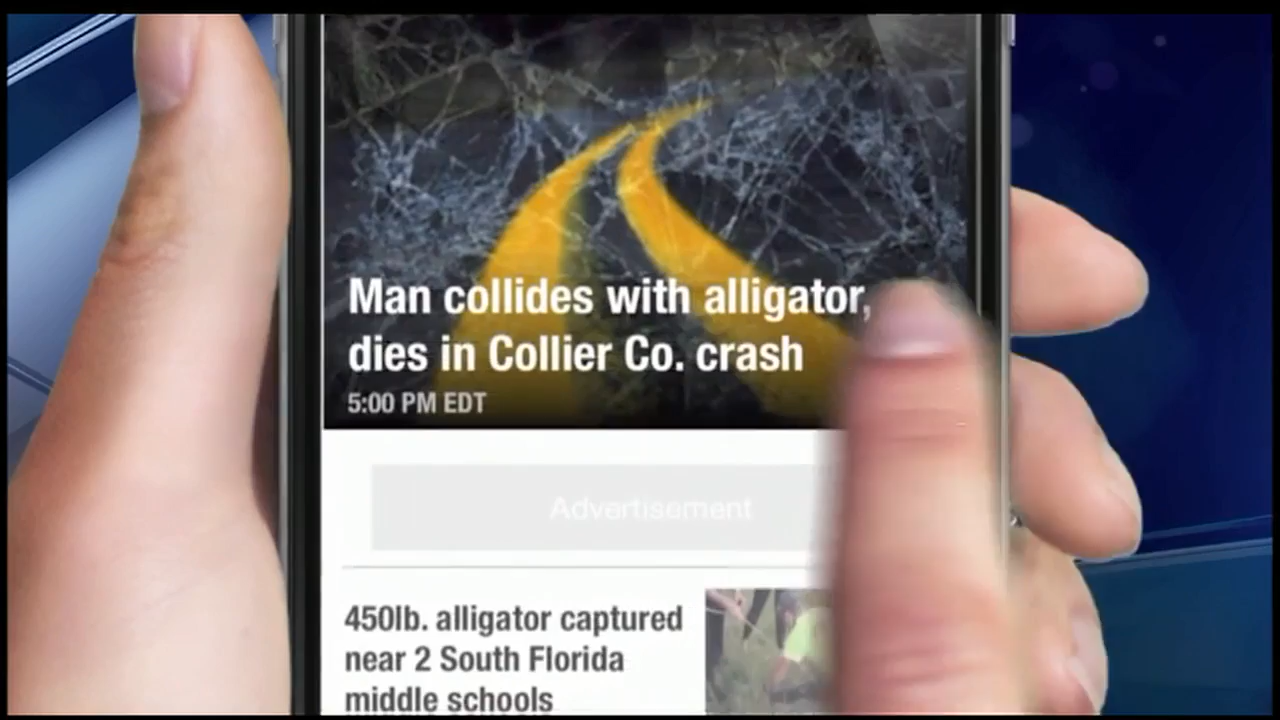 Man collides with alligator,
dies in Collier Co. crash
5:00 PM EDT
Advertisement
450lb. alligator captured
near 2 South Florida
middle schools